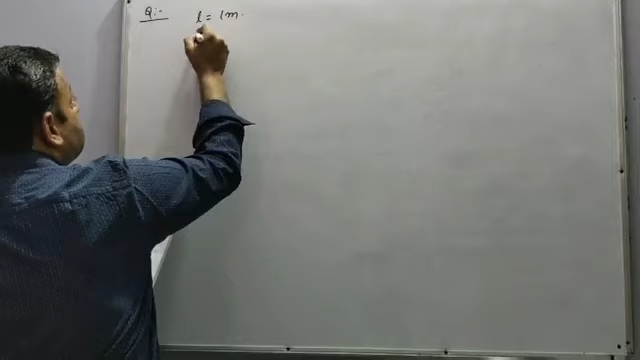 Q:- l = 1m.